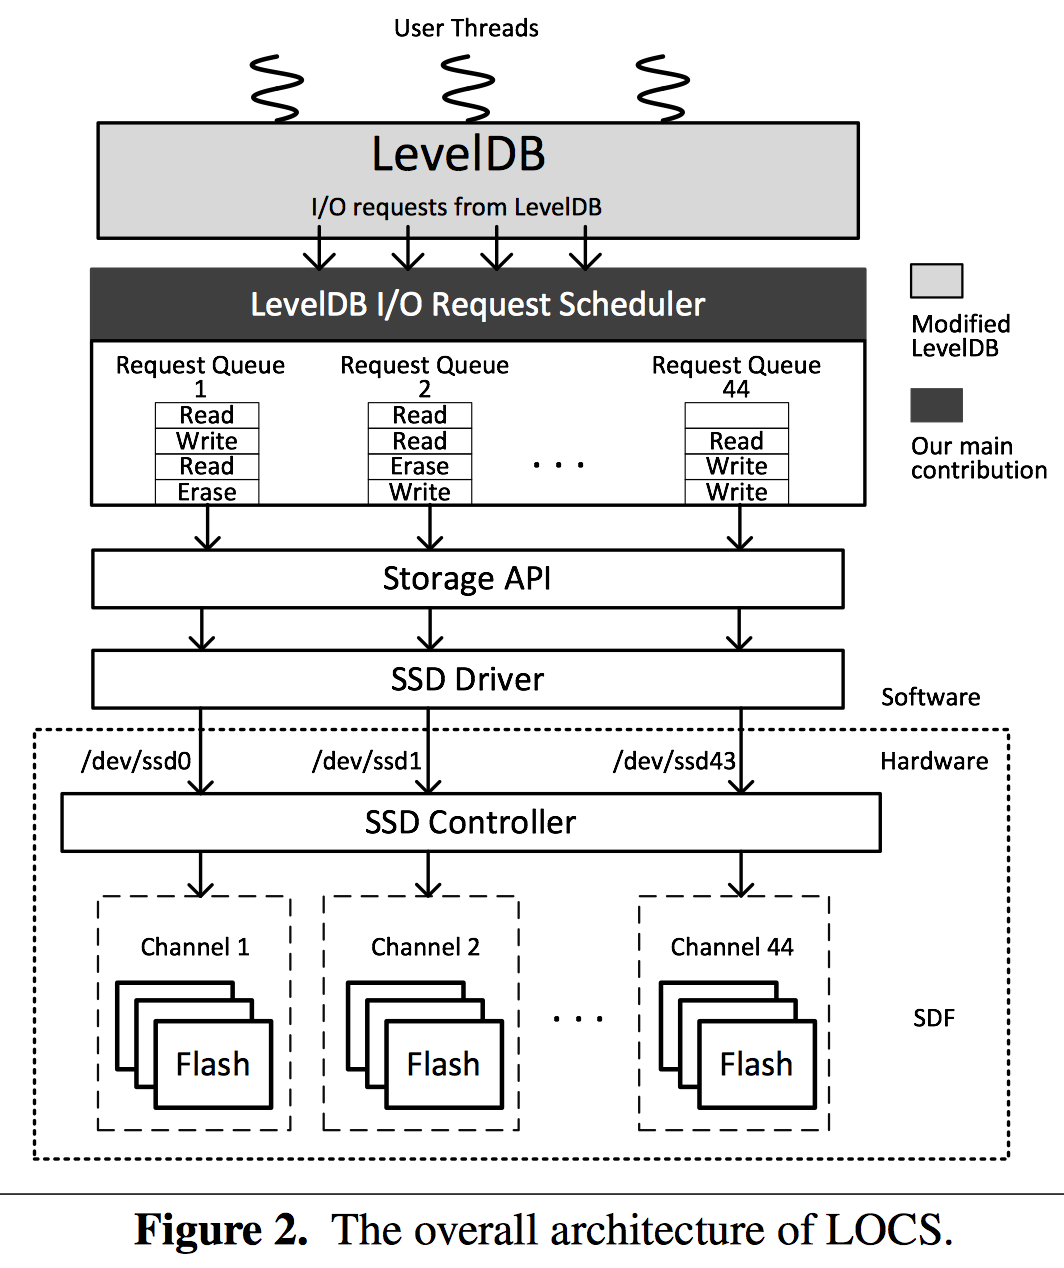 User Threads
LevelDB
I/O requests from LevelDB
LevelDB I/O Request Scheduler
Modified
LevelDB
Our main
contribution
Request Queue
1
Read
Write
Read
Erase
Request Queue
2
Read
Read
Erase
Write
. . .
Request Queue
44
Read
Write
Write
Storage API
SSD Driver
Software
Hardware
/dev/ssd0
/dev/ssd1
/dev/ssd43
SSD Controller
Channel 1
Flash
Channel 2
Flash
. . .
Channel 44
Flash
SDF
Figure 2. The overall architecture of LOCS.